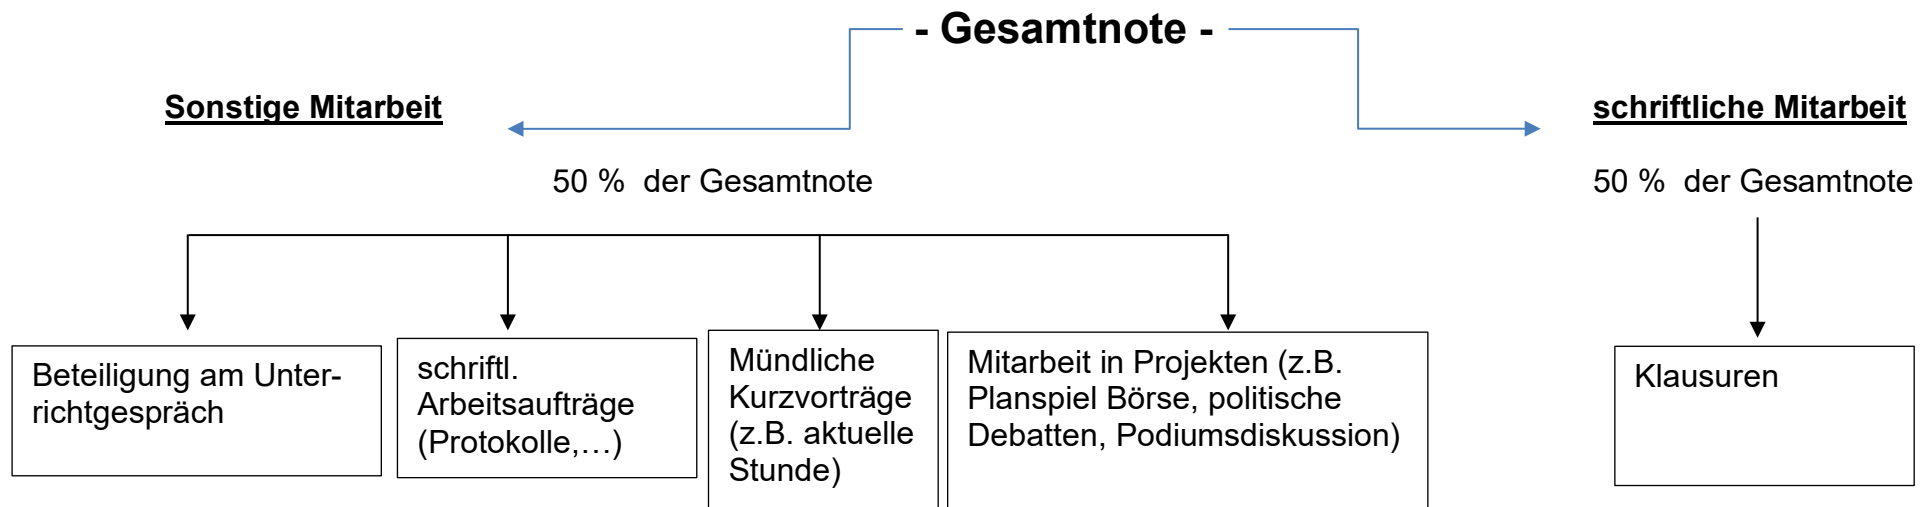 - Gesamtnote -
Sonstige Mitarbeit
schriftliche Mitarbeit
50 %  der Gesamtnote
50 %  der Gesamtnote
Beteiligung am Unter-
richtgespräch
schriftl.
Arbeitsaufträge
(Protokolle,…)
Mündliche
Kurzvorträge
(z.B. aktuelle
Stunde)
Mitarbeit in Projekten (z.B.
Planspiel Börse, politische
Debatten, Podiumsdiskussion)
Klausuren